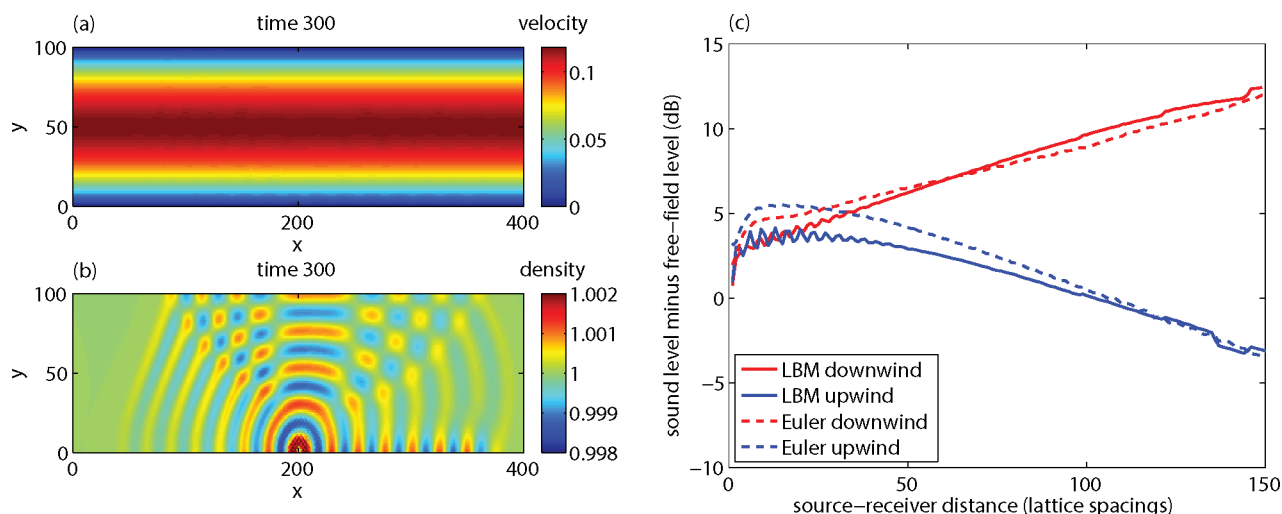 (a) time 300 velocity
100
50
0
y
0 200 400
x
0.1
0.05
0
(b) time 300 density
100
50
0
y
0 200 400
x
1.002
1.001
1
0.999
0.998
(c)
15
10
5
0
−5
−10
sound level minus free−field level (dB)
0 50 100 150
source−receiver distance (lattice spacings)
LBM downwind
LBM upwind
Euler downwind
Euler upwind